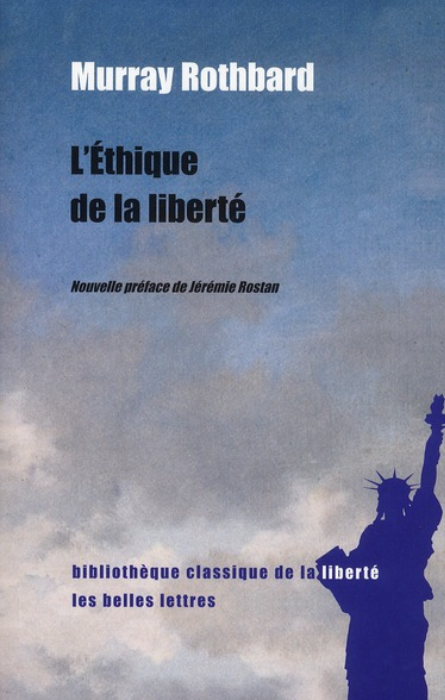 Murray Rothbard
L'Éthique
de la liberté
Nouvelle préface de Jérémie Rostan
bibliothèque classique de la liberté
les belles lettres